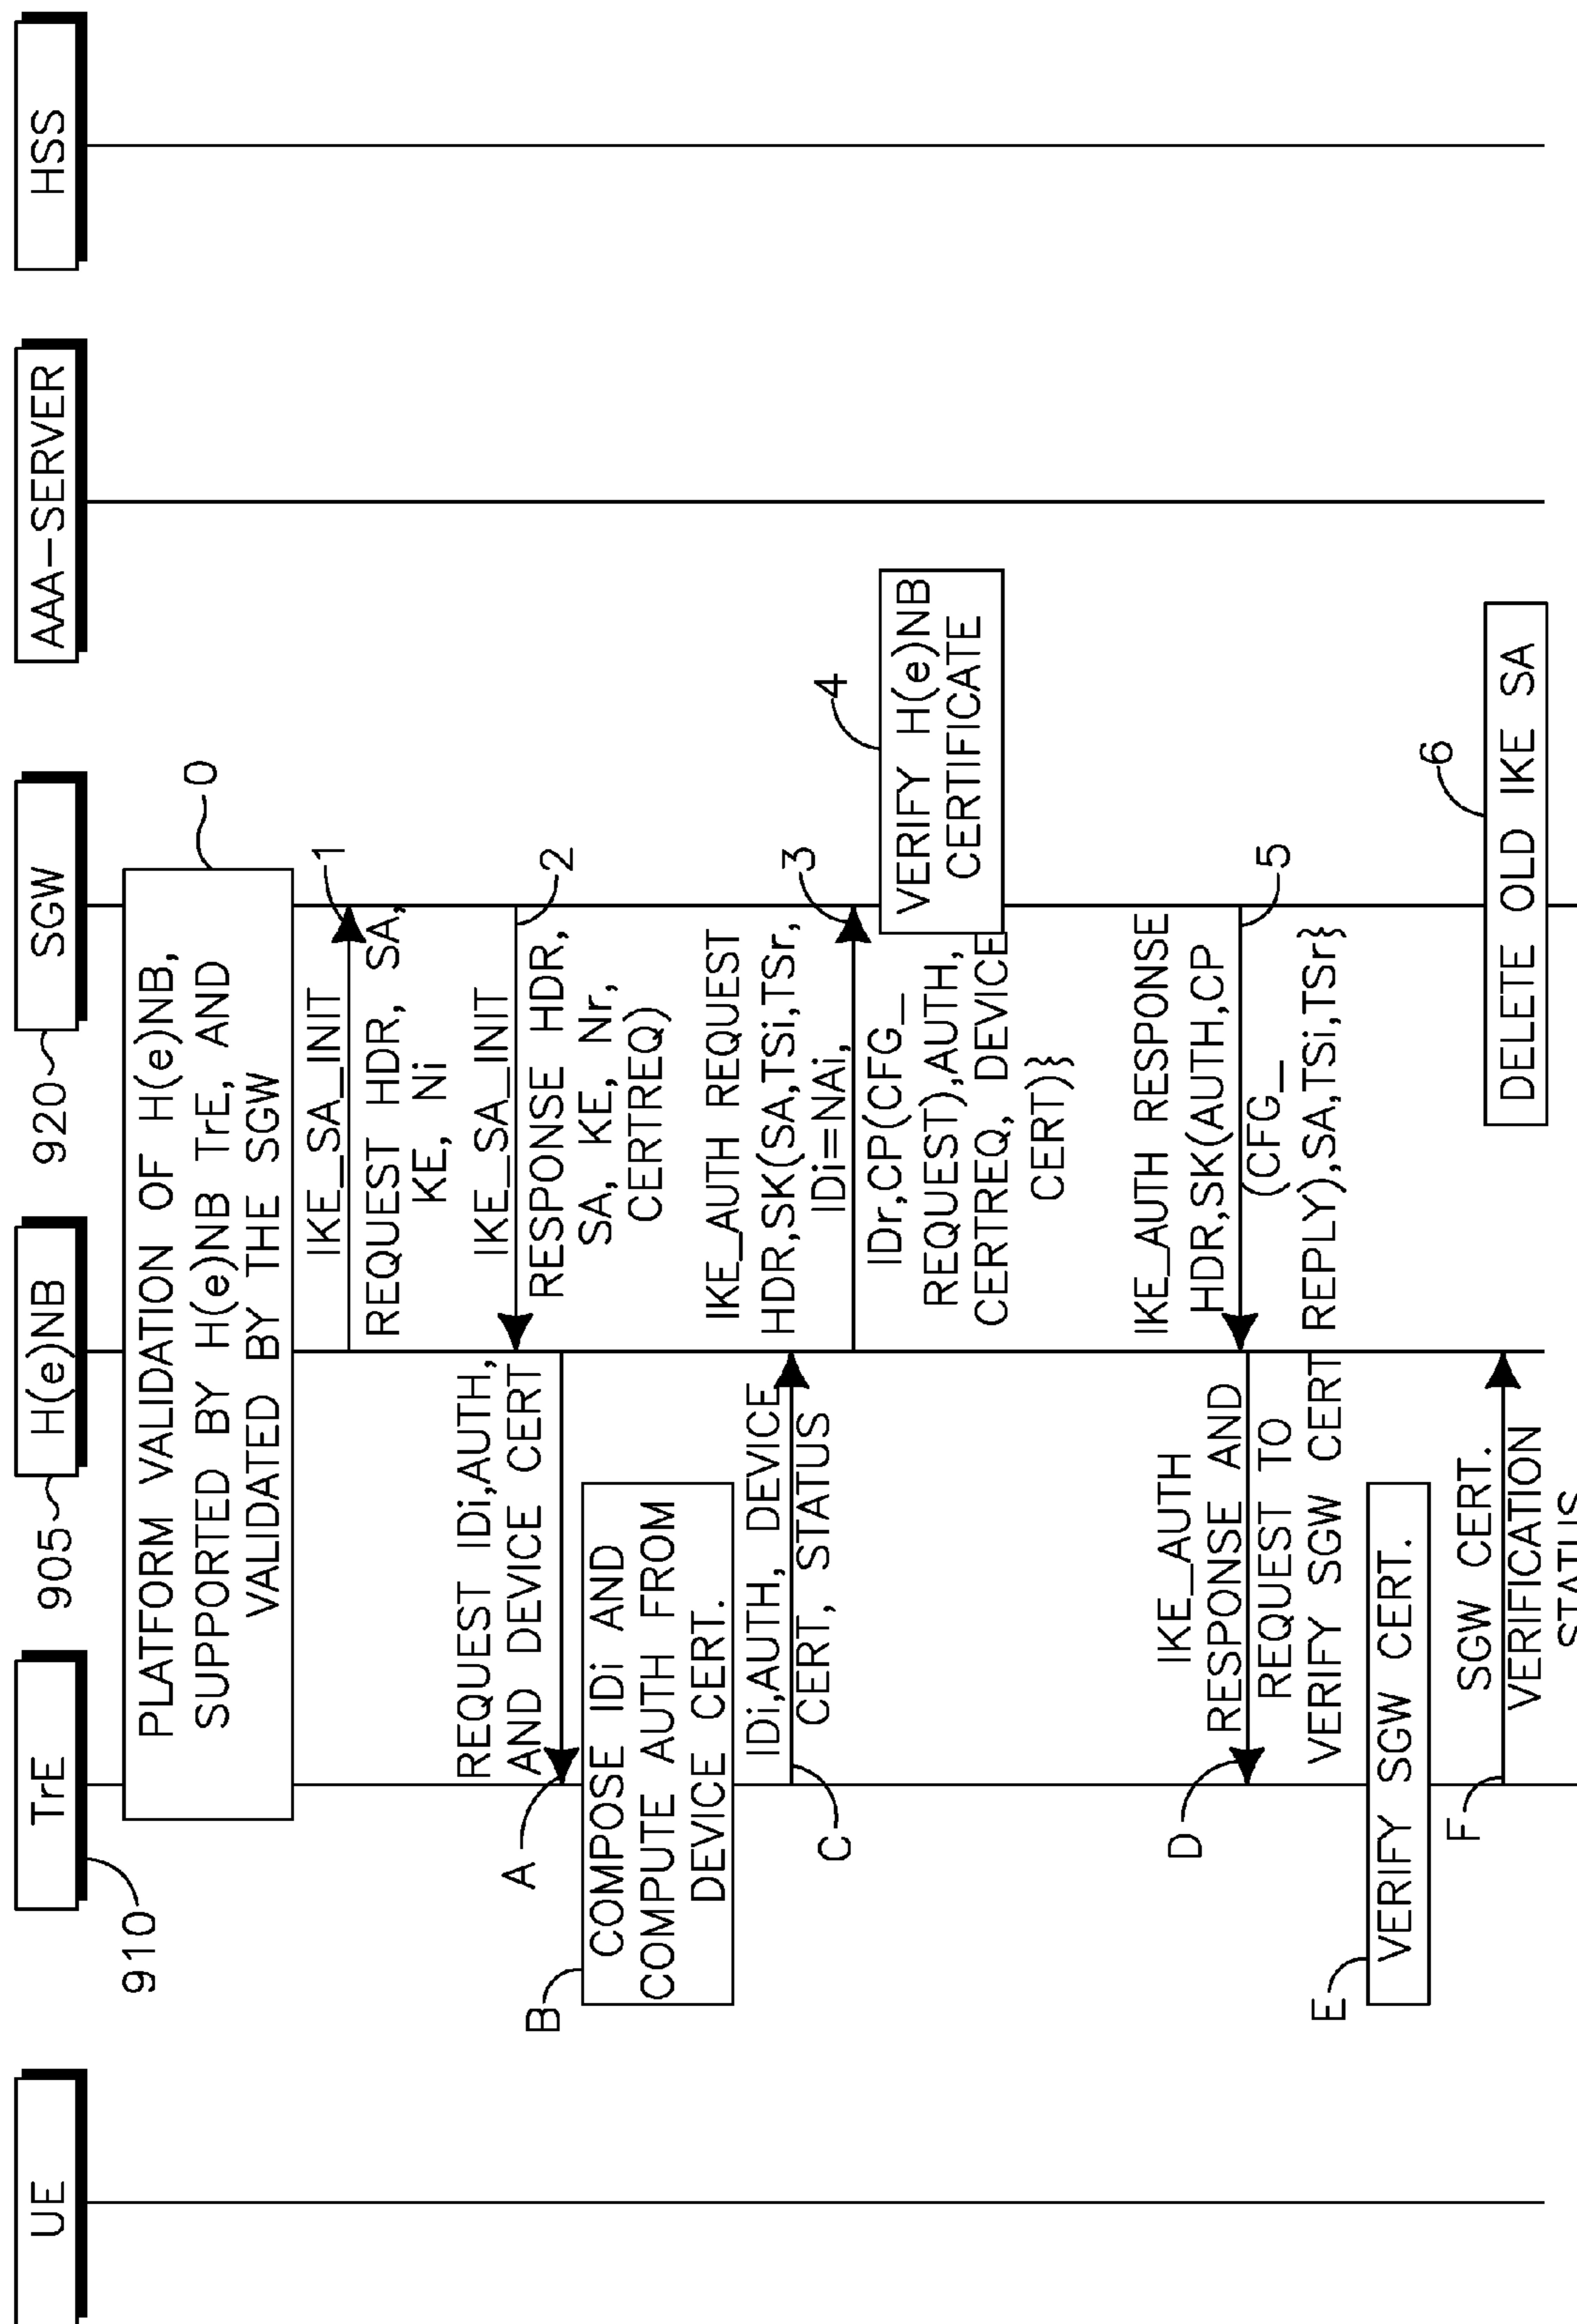 UE
TrE
H(e)NB
SGW
AAA-SERVER
HSS
910
905
920
PLATFORM VALIDATION OF H(e)NB,
SUPPORTED BY H(e)NB TrE, AND
VALIDATED BY THE SGW
0
IKE_SA_INIT
REQUEST HDR, SA,
KE, Ni
1
IKE_SA_INIT
RESPONSE HDR,
SA, KE, Nr,
CERTREQ)
2
REQUEST IDi,AUTH,
AND DEVICE CERT
A
B
COMPOSE IDi AND
COMPUTE AUTH FROM
DEVICE CERT.
IDi,AUTH, DEVICE
CERT, STATUS
C
IKE_AUTH REQUEST
HDR,SK(SA,TSi,TSr,
IDi=NAi,
IDr,CP(CFG_
REQUEST),AUTH,
CERTREQ, DEVICE
CERT)}
3
4
VERIFY H(e)NB
CERTIFICATE
IKE_AUTH RESPONSE
HDR,SK(AUTH,CP
(CFG_
REPLY),SA,TSi,TSr}
5
IKE_AUTH
RESPONSE AND
REQUEST TO
VERIFY SGW CERT
D
E
VERIFY SGW CERT.
6
DELETE OLD IKE SA
SGW CERT.
VERIFICATION
STATUS
F